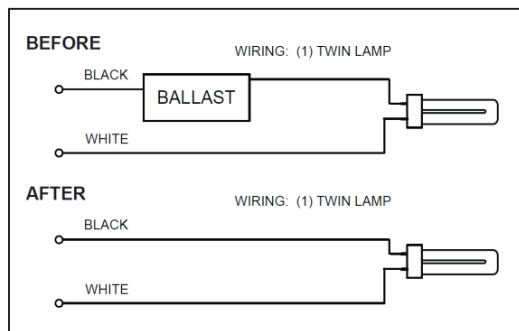 BEFORE
WIRING: (1) TWIN LAMP
BLACK
BALLAST
WHITE
AFTER
WIRING: (1) TWIN LAMP
BLACK
WHITE